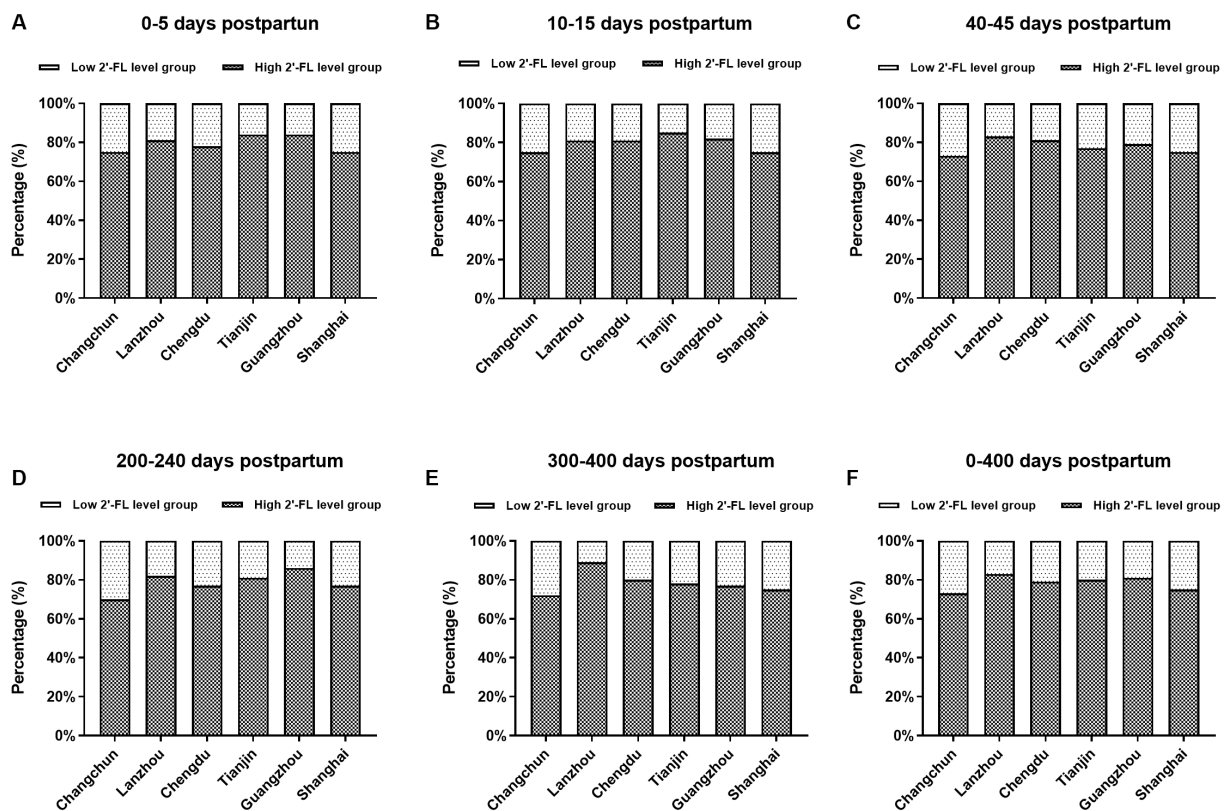 A
0-5 days postpartun
Low 2'-FL level group
High 2'-FL level group
Percentage (%)
100%
80%
60%
40%
20%
0%
Changchun
Lanzhou
Chengdu
Tianjin
Guangzhou
Shanghai
B
10-15 days postpartum
Low 2'-FL level group
High 2'-FL level group
Percentage (%)
100%
80%
60%
40%
20%
0%
Changchun
Lanzhou
Chengdu
Tianjin
Guangzhou
Shanghai
C
40-45 days postpartum
Low 2'-FL level group
High 2'-FL level group
Percentage (%)
100%
80%
60%
40%
20%
0%
Changchun
Lanzhou
Chengdu
Tianjin
Guangzhou
Shanghai
D
200-240 days postpartum
Low 2'-FL level group
High 2'-FL level group
Percentage (%)
100%
80%
60%
40%
20%
0%
Changchun
Lanzhou
Chengdu
Tianjin
Guangzhou
Shanghai
E
300-400 days postpartum
Low 2'-FL level group
High 2'-FL level group
Percentage (%)
100%
80%
60%
40%
20%
0%
Changchun
Lanzhou
Chengdu
Tianjin
Guangzhou
Shanghai
F
0-400 days postpartum
Low 2'-FL level group
High 2'-FL level group
Percentage (%)
100%
80%
60%
40%
20%
0%
Changchun
Lanzhou
Chengdu
Tianjin
Guangzhou
Shanghai